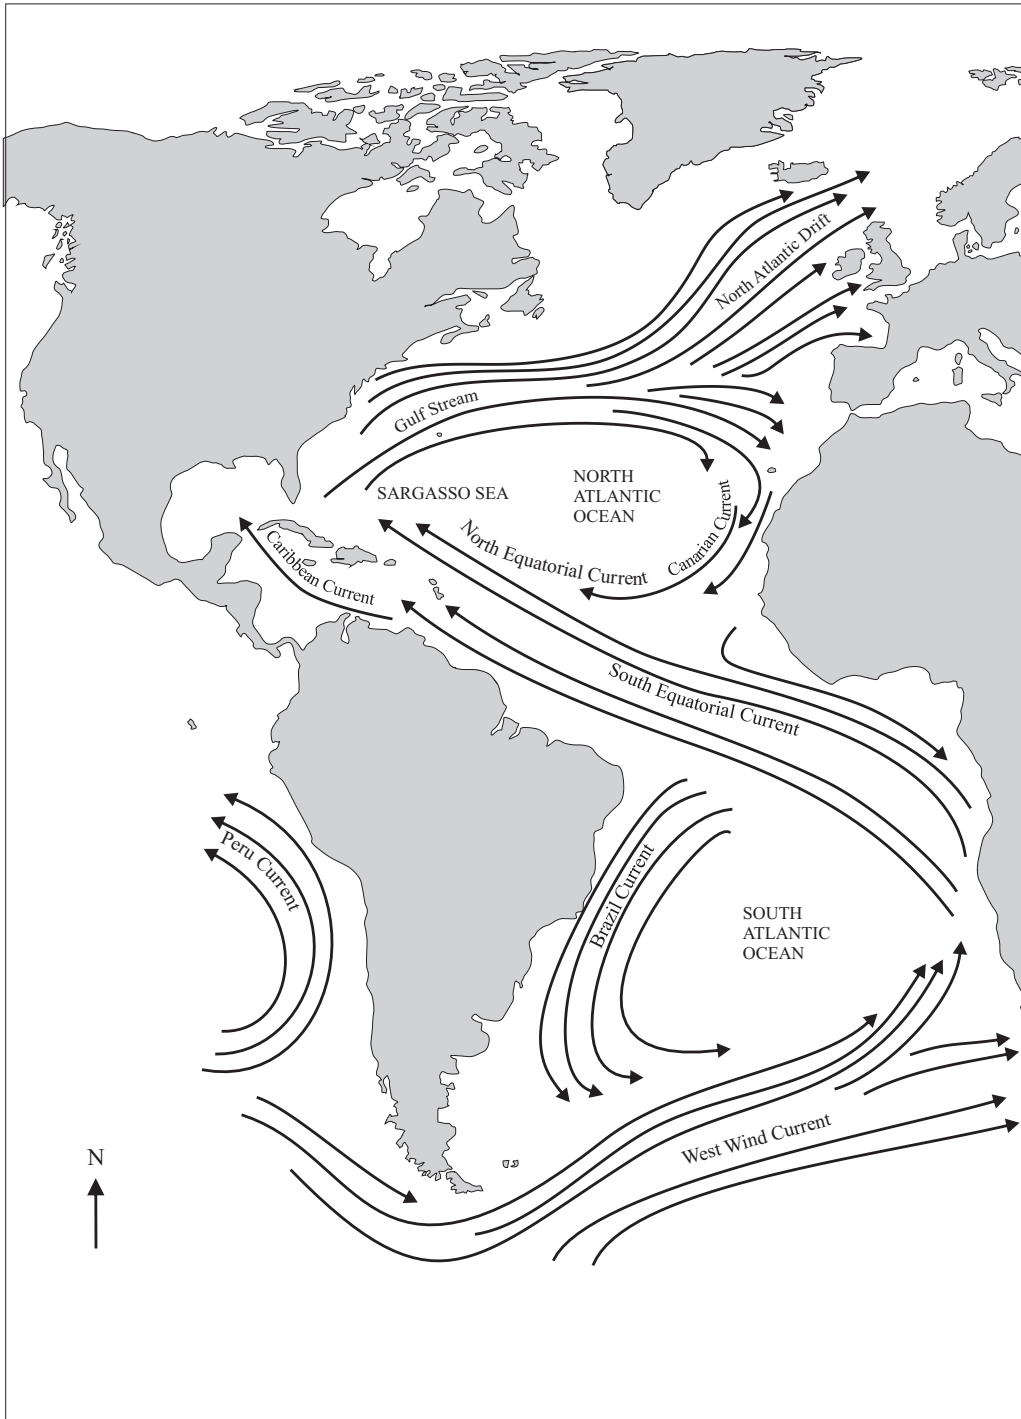 North Atlantic Drift
Gulf Stream
SARGASSO SEA
NORTH
ATLANTIC
OCEAN
Canarian Current
North Equatorial Current
Caribbean Current
South Equatorial Current
Peru Current
Brazil Current
SOUTH
ATLANTIC
OCEAN
West Wind Current
N